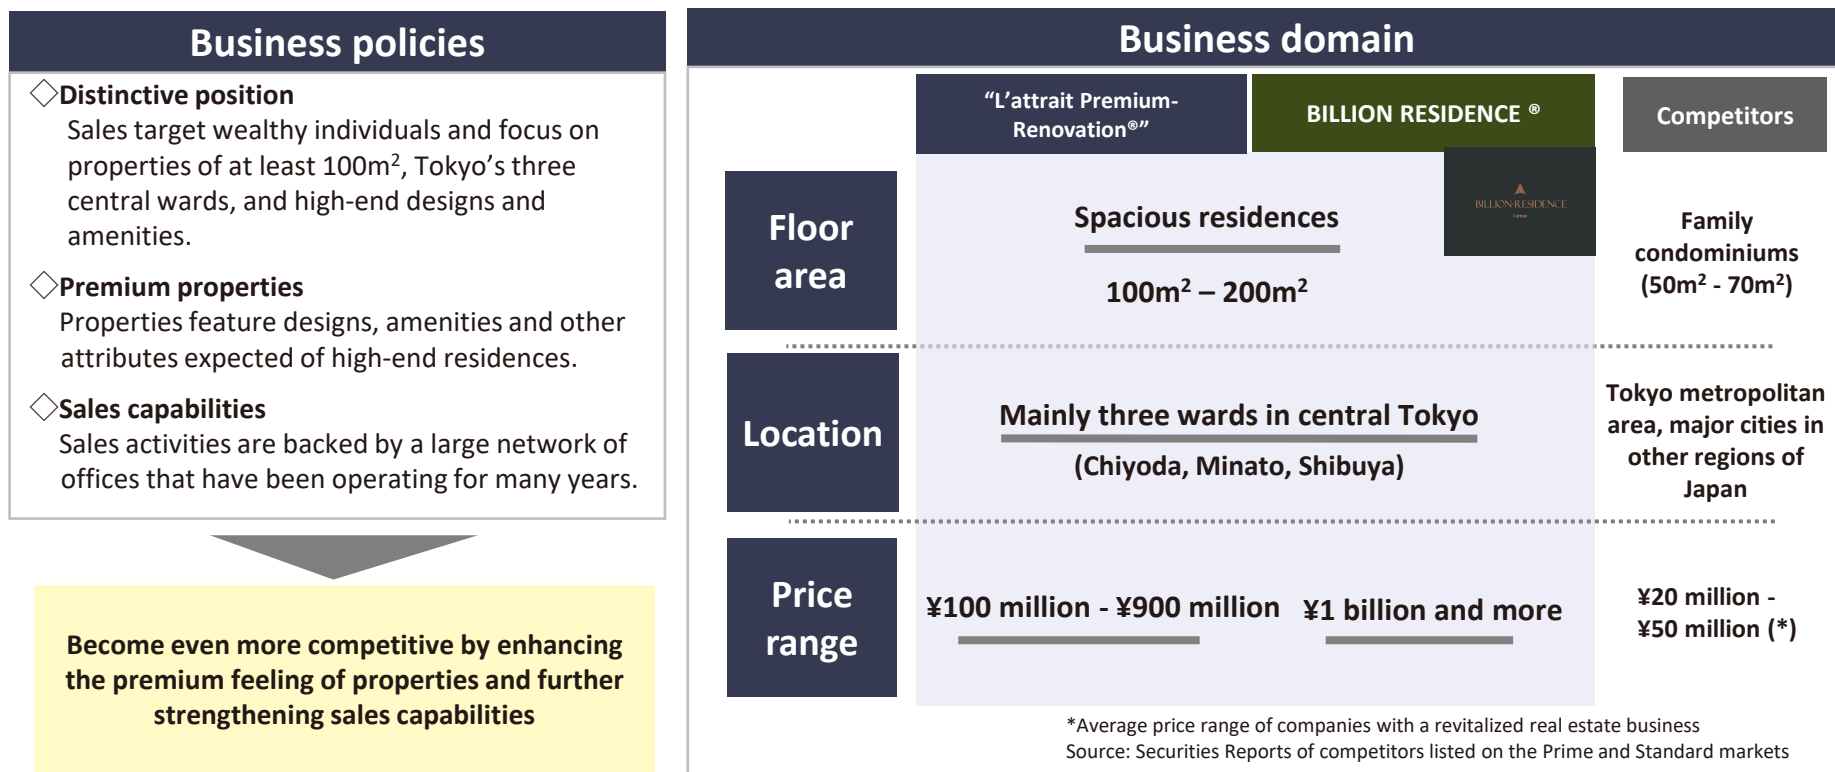 Business policies
◇Distinctive position
Sales target wealthy individuals and focus on
properties of at least 100m², Tokyo’s three
central wards, and high-end designs and
amenities.
◇Premium properties
Properties feature designs, amenities and other
attributes expected of high-end residences.
◇Sales capabilities
Sales activities are backed by a large network of
offices that have been operating for many years.
Become even more competitive by enhancing
the premium feeling of properties and further
strengthening sales capabilities
Business domain
“L’attrait Premium-
Renovation®”
BILLION RESIDENCE ®
Competitors
BILLION-RESIDENCE
Floor
area
Spacious residences
100m² – 200m²
Family
condominiums
(50m² - 70m²)
Location
Mainly three wards in central Tokyo
(Chiyoda, Minato, Shibuya)
Tokyo metropolitan
area, major cities in
other regions of
Japan
Price
range
¥100 million - ¥900 million
¥1 billion and more
¥20 million -
¥50 million (*)
*Average price range of companies with a revitalized real estate business
Source: Securities Reports of competitors listed on the Prime and Standard markets